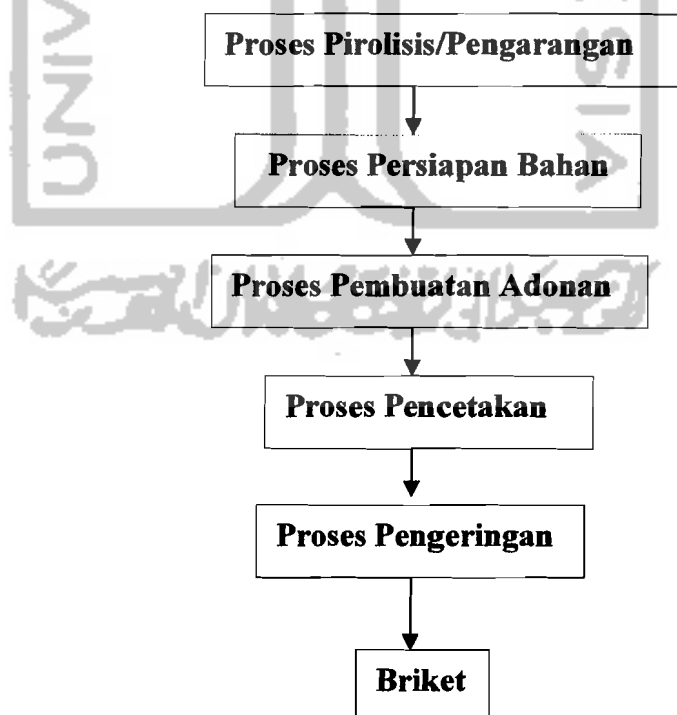 Proses Pirolisis/Pengarangan
Proses Persiapan Bahan
Proses Pembuatan Adonan
Proses Pencetakan
Proses Pengeringan
Briket